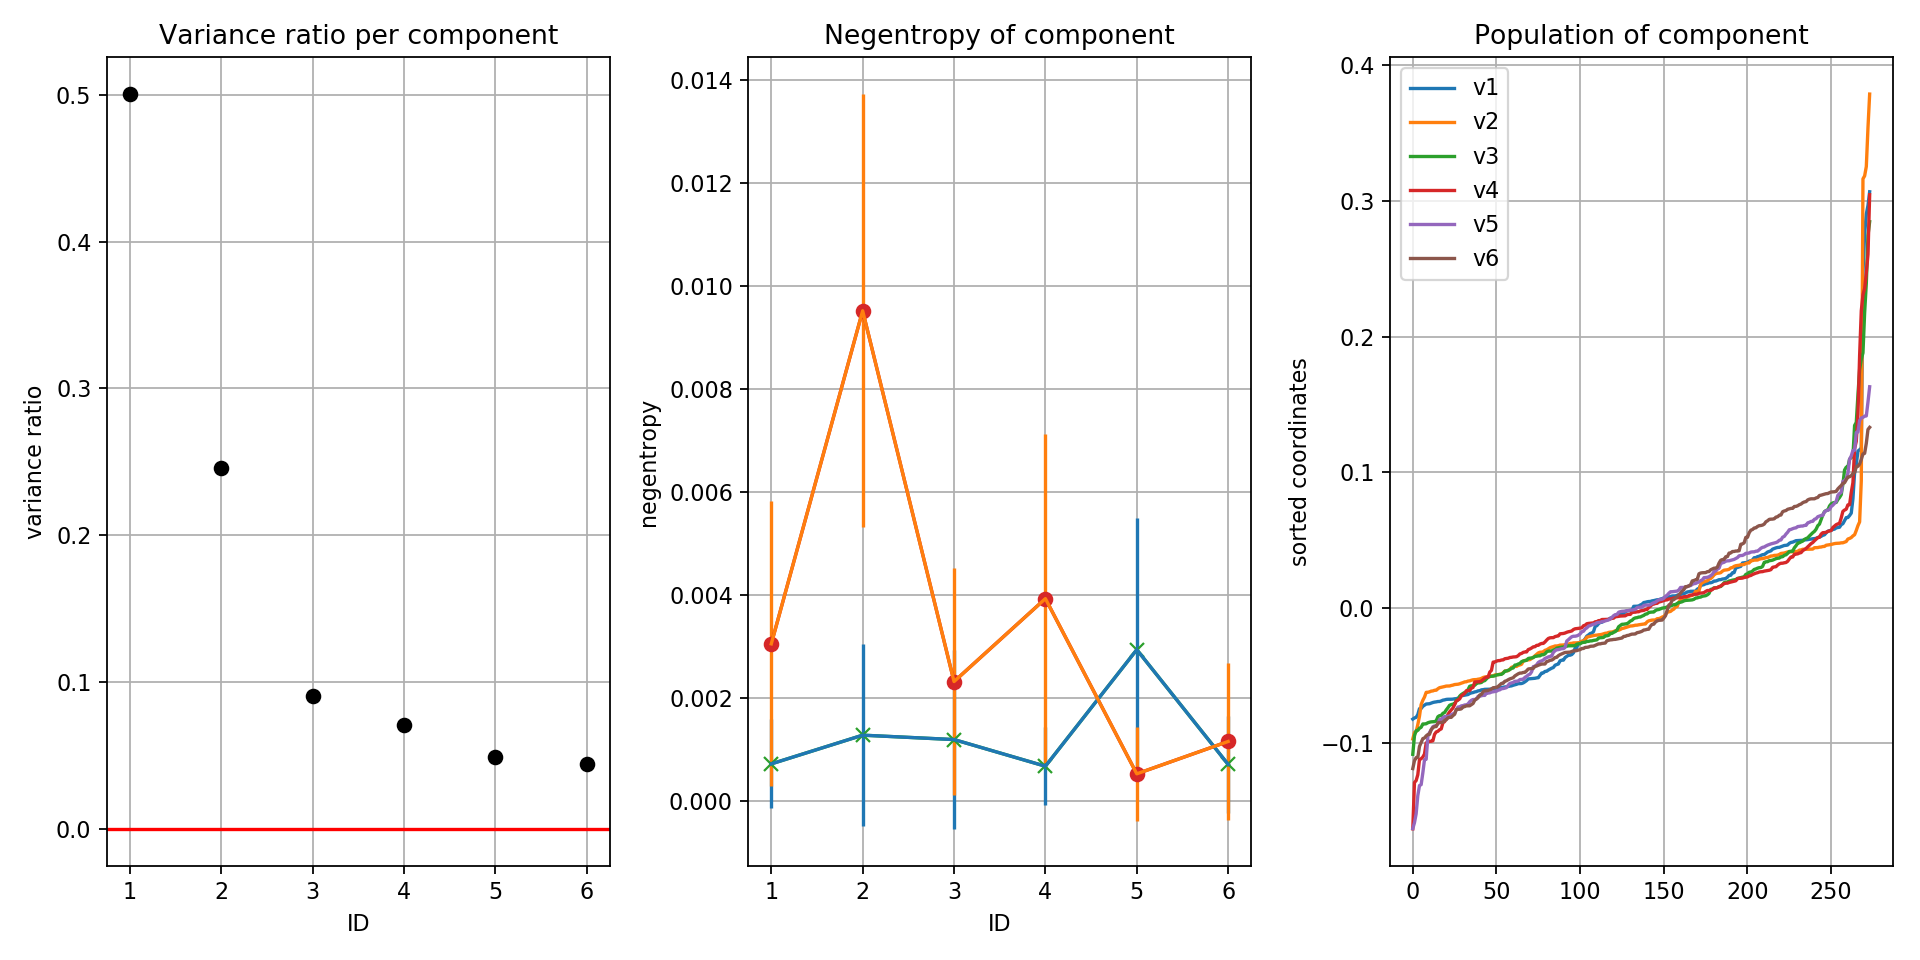 Variance ratio per component
0.5
0.4
0.3
0.2
0.1
0.0
variance ratio
1 2 3 4 5 6
ID
Negentropy of component
0.014
0.012
0.010
0.008
0.006
0.004
0.002
0.000
negentropy
1 2 3 4 5 6
ID
Population of component
0.4
0.3
0.2
0.1
0.0
−0.1
sorted coordinates
v1
v2
v3
v4
v5
v6
0 50 100 150 200 250